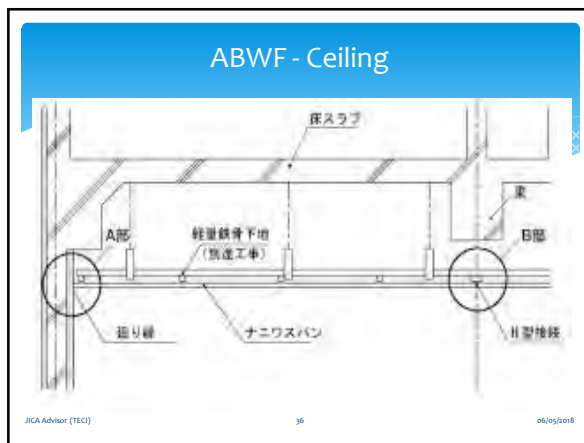 ABWF - Ceiling
床スラブ
梁
A部
軽量鉄骨下地
(別途工事)
B部
廻り縁
ナニワスパン
H型接続
JICA Advisor (TECI)
36
06/05/2018